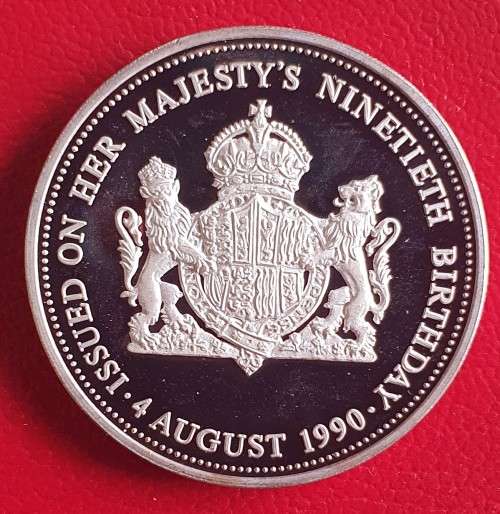 ISSUED ON HER MAJESTY'S NINETIETH BIRTHDAY
· 4 AUGUST 1990 ·